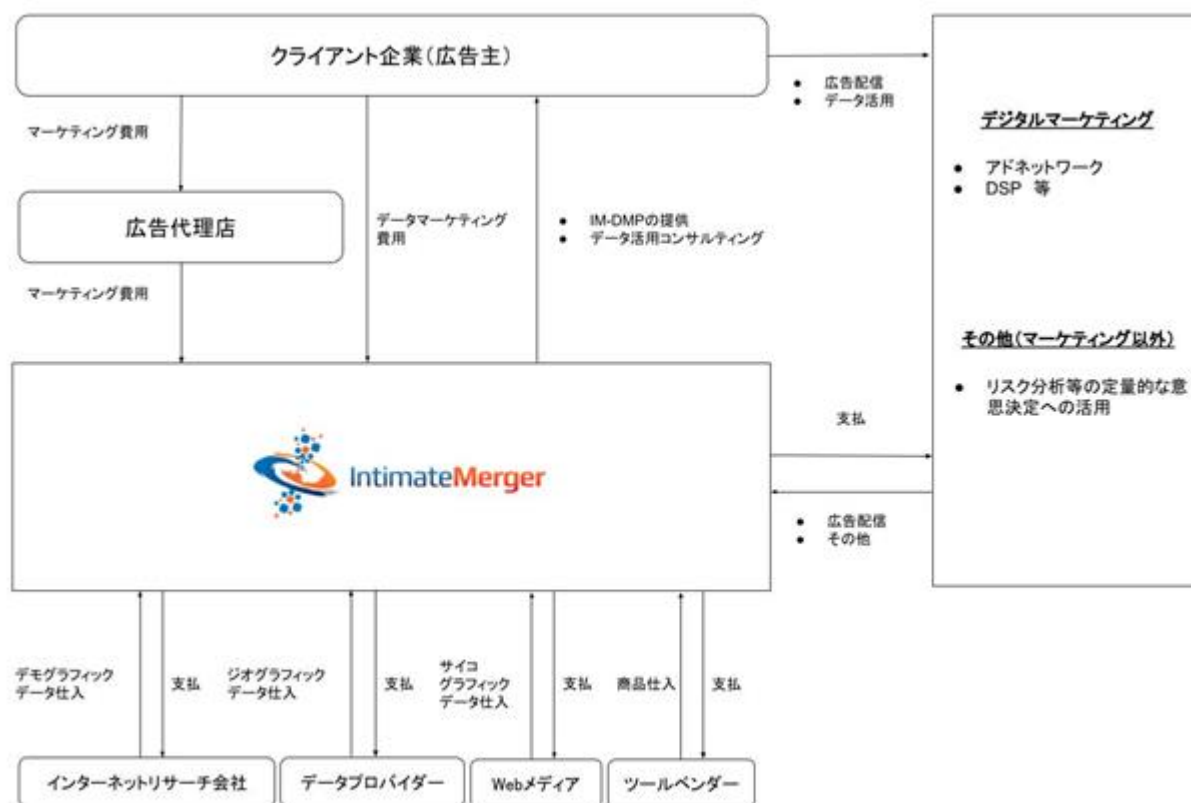 クライアント企業(広告主)
● 広告配信
● データ活用
デジタルマーケティング
● アドネットワーク
● DSP 等
マーケティング費用
広告代理店
データマーケティング
費用
● IM-DMPの提供
● データ活用コンサルティング
マーケティング費用
その他(マーケティング以外)
● リスク分析等の定量的な意
思決定への活用
支払
IntimateMerger
● 広告配信
● その他
デモグラフィック
データ仕入
支払
ジオグラフィック
データ仕入
支払
サイコ
グラフィック
データ仕入
支払
商品仕入
支払
インターネットリサーチ会社
データプロバイダー
Webメディア
ツールベンダー